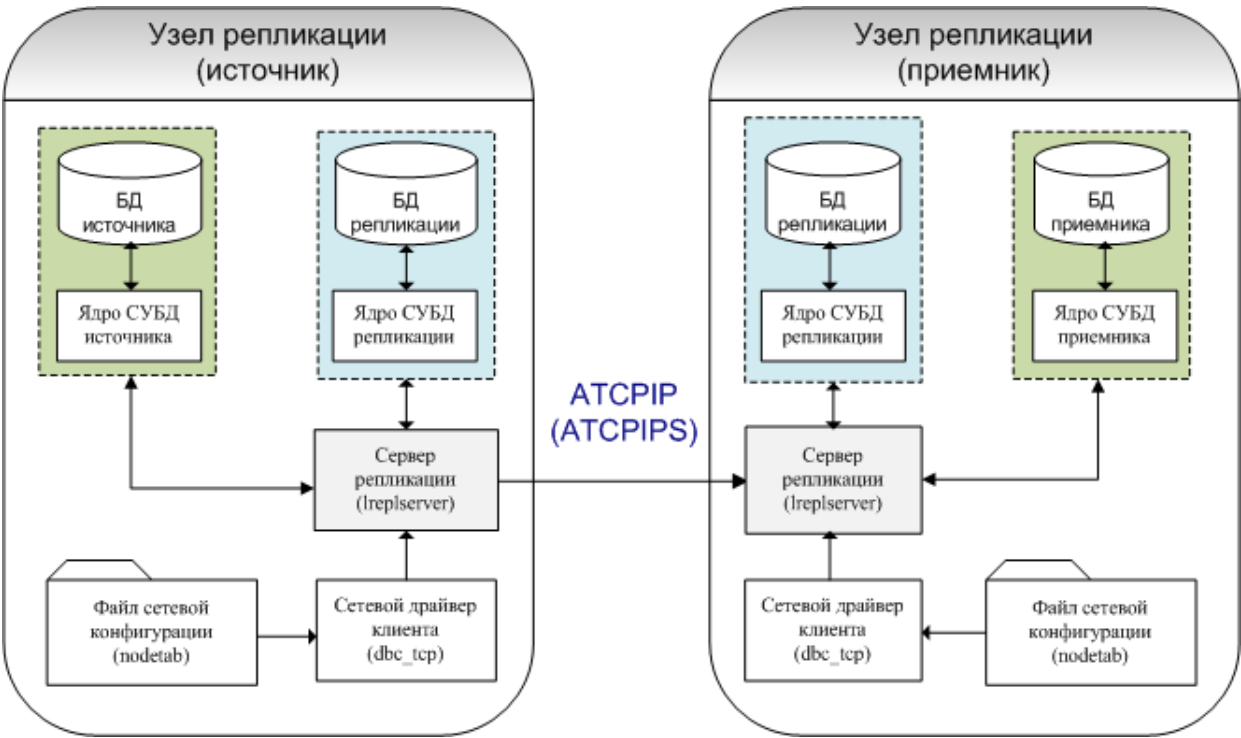 Узел репликации
(источник)
БД
источника
Ядро СУБД
источника
БД
репликации
Ядро СУБД
репликации
Сервер
репликации
(lreplserver)
Файл сетевой
конфигурации
(nodetab)
Сетевой драйвер
клиента
(dbc_tcp)
ATCPIP
(ATCPIPS)
Узел репликации
(приемник)
БД
репликации
Ядро СУБД
репликации
БД
приемника
Ядро СУБД
приемника
Сервер
репликации
(lreplserver)
Сетевой драйвер
клиента
(dbc_tcp)
Файл сетевой
конфигурации
(nodetab)